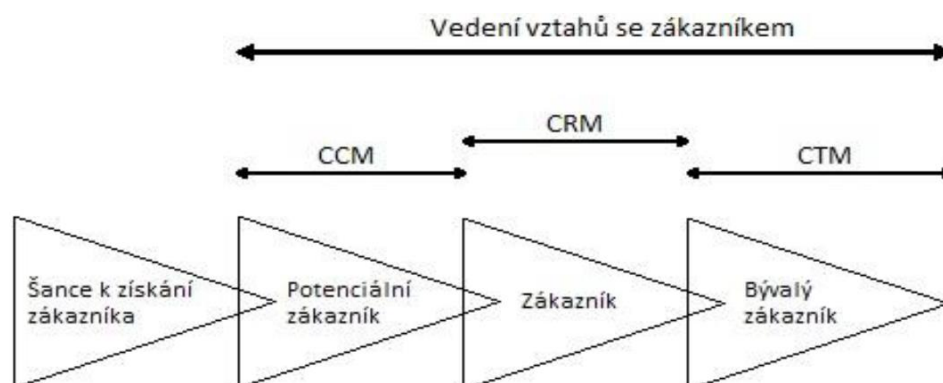 Vedení vztahů se zákazníkem
CRM
CCM
CTM
Šance k získání
zákazníka
Potenciální
zákazník
Zákazník
Bývalý
zákazník